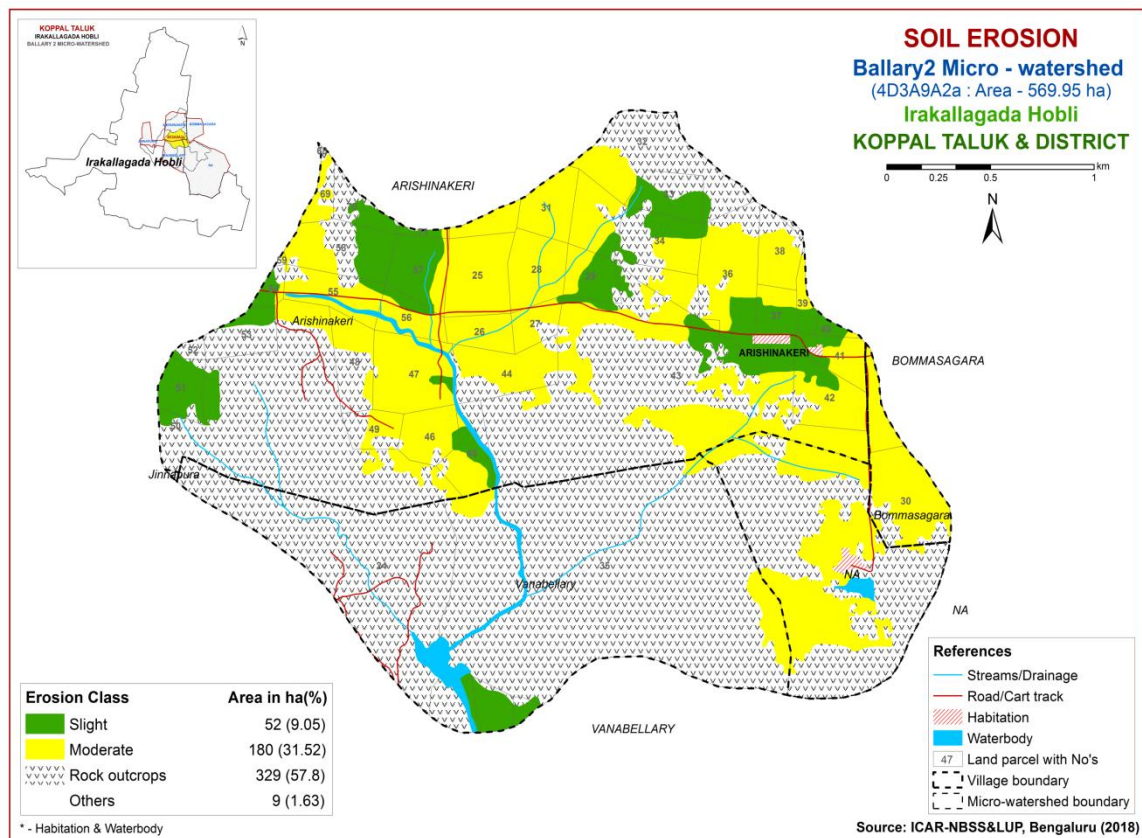 KOPPAL TALUK
IRAKALLAGADA HOBLI
BALLARY 2 MICRO-WATERSHED
N
Irakallagada Hobli
SOIL EROSION
Ballary2 Micro - watershed
(4D3A9A2a : Area - 569.95 ha)
Irakallagada Hobli
KOPPAL TALUK & DISTRICT
km
0 0.25 0.5 1
N
ARISHINAKERI
32
69
31
34
38
57
25
28
36
59
55
39
56
37
Arishinakeri
26
27
53
ARISHINAKERI
41
BOMMASAGARA
48
47
44
43
51
42
50
49
46
Jinnapura
30
Bommasagara
24
Vanabellary
35
NA
NA
VANABELLARY
Erosion Class Area in ha(%)
Slight 52 (9.05)
Moderate 180 (31.52)
Rock outcrops 329 (57.8)
Others 9 (1.63)
* - Habitation & Waterbody
References
Streams/Drainage
Road/Cart track
Habitation
Waterbody
47 Land parcel with No's
Village boundary
Micro-watershed boundary
Source: ICAR-NBSS&LUP, Bengaluru (2018)